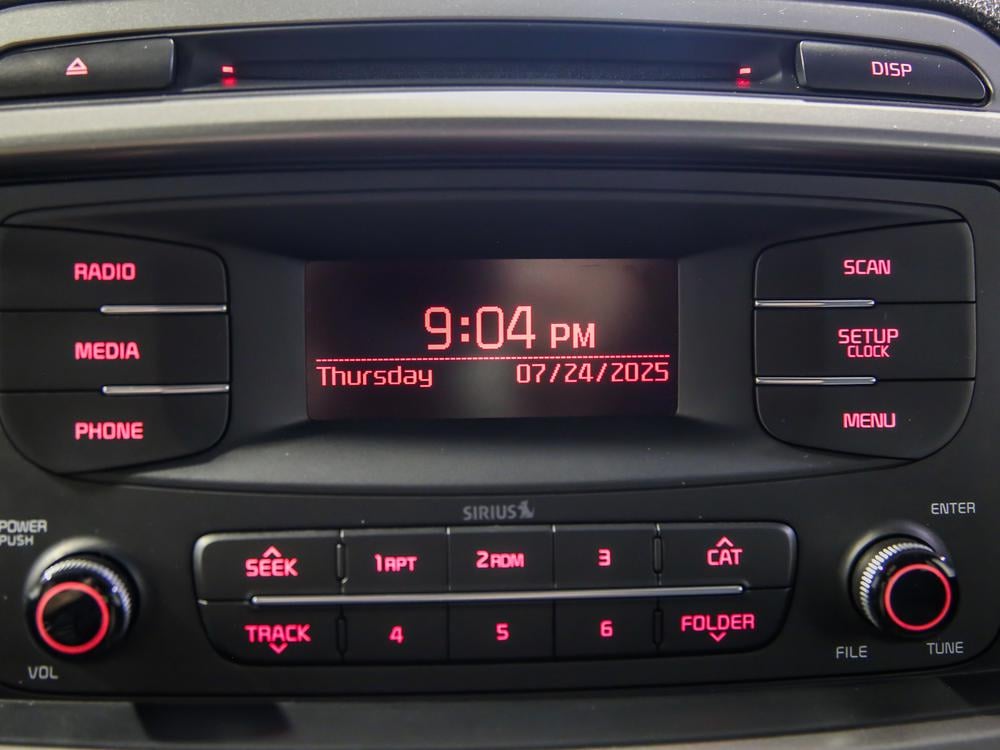 DISP
RADIO
MEDIA
PHONE
9:04 PM
Thursday 07/24/2025
SCAN
SETUP
CLOCK
MENU
SIRIUS
POWER
PUSH
VOL
SEEK 1 RPT 2 RDM 3 CAT
TRACK 4 5 6 FOLDER
ENTER
FILE TUNE